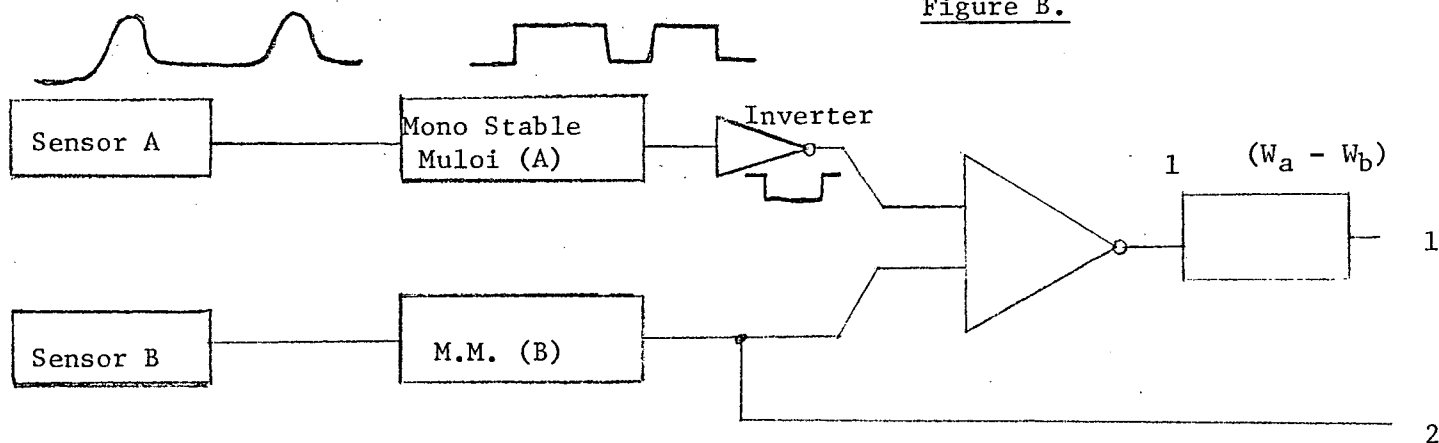 Figure B.
Sensor A
Mono Stable
Muloi (A)
Inverter
1 (Wa - Wb)
1
Sensor B
M.M. (B)
2